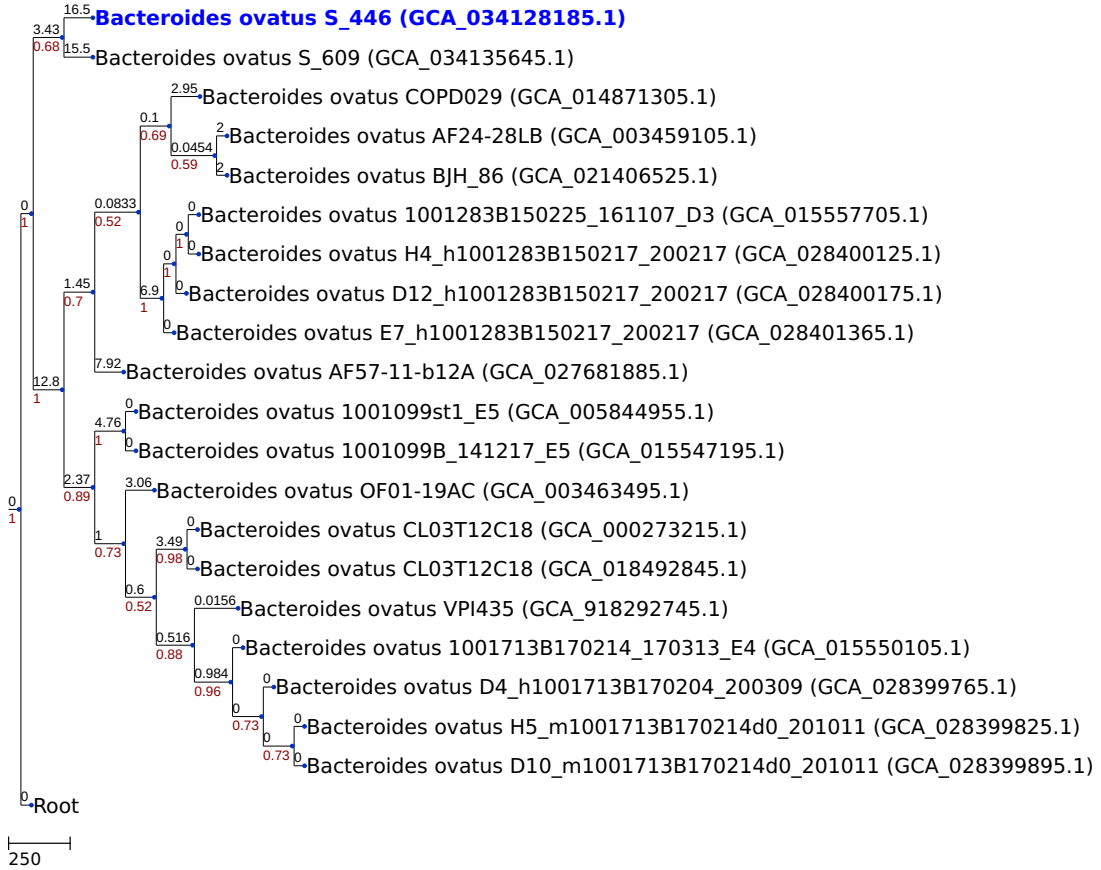 16.5
Bacteroides ovatus S_446 (GCA_034128185.1)
3.43
0.68
15.5
Bacteroides ovatus S_609 (GCA_034135645.1)
2.95
Bacteroides ovatus COPD029 (GCA_014871305.1)
0.1
0.69
2
Bacteroides ovatus AF24-28LB (GCA_003459105.1)
0.0454
0.59
2
Bacteroides ovatus BJH_86 (GCA_021406525.1)
0
1
0.0833
0.52
0
Bacteroides ovatus 1001283B150225_161107_D3 (GCA_015557705.1)
0
1
0
Bacteroides ovatus H4_h1001283B150217_200217 (GCA_028400125.1)
0
1
0
Bacteroides ovatus D12_h1001283B150217_200217 (GCA_028400175.1)
1.45
0.7
6.9
1
0
Bacteroides ovatus E7_h1001283B150217_200217 (GCA_028401365.1)
7.92
Bacteroides ovatus AF57-11-b12A (GCA_027681885.1)
12.8
1
0
Bacteroides ovatus 1001099st1_E5 (GCA_005844955.1)
4.76
1
0
Bacteroides ovatus 1001099B_141217_E5 (GCA_015547195.1)
2.37
0.89
3.06
Bacteroides ovatus OF01-19AC (GCA_003463495.1)
0
1
0
Bacteroides ovatus CL03T12C18 (GCA_000273215.1)
1
0.73
3.49
0.98
0
Bacteroides ovatus CL03T12C18 (GCA_018492845.1)
0.6
0.52
0.0156
Bacteroides ovatus VPI435 (GCA_918292745.1)
0.516
0.88
0
Bacteroides ovatus 1001713B170214_170313_E4 (GCA_015550105.1)
0.984
0.96
0
Bacteroides ovatus D4_h1001713B170204_200309 (GCA_028399765.1)
0
0.73
0
Bacteroides ovatus H5_m1001713B170214d0_201011 (GCA_028399825.1)
0
0.73
0
Bacteroides ovatus D10_m1001713B170214d0_201011 (GCA_028399895.1)
0
Root
250